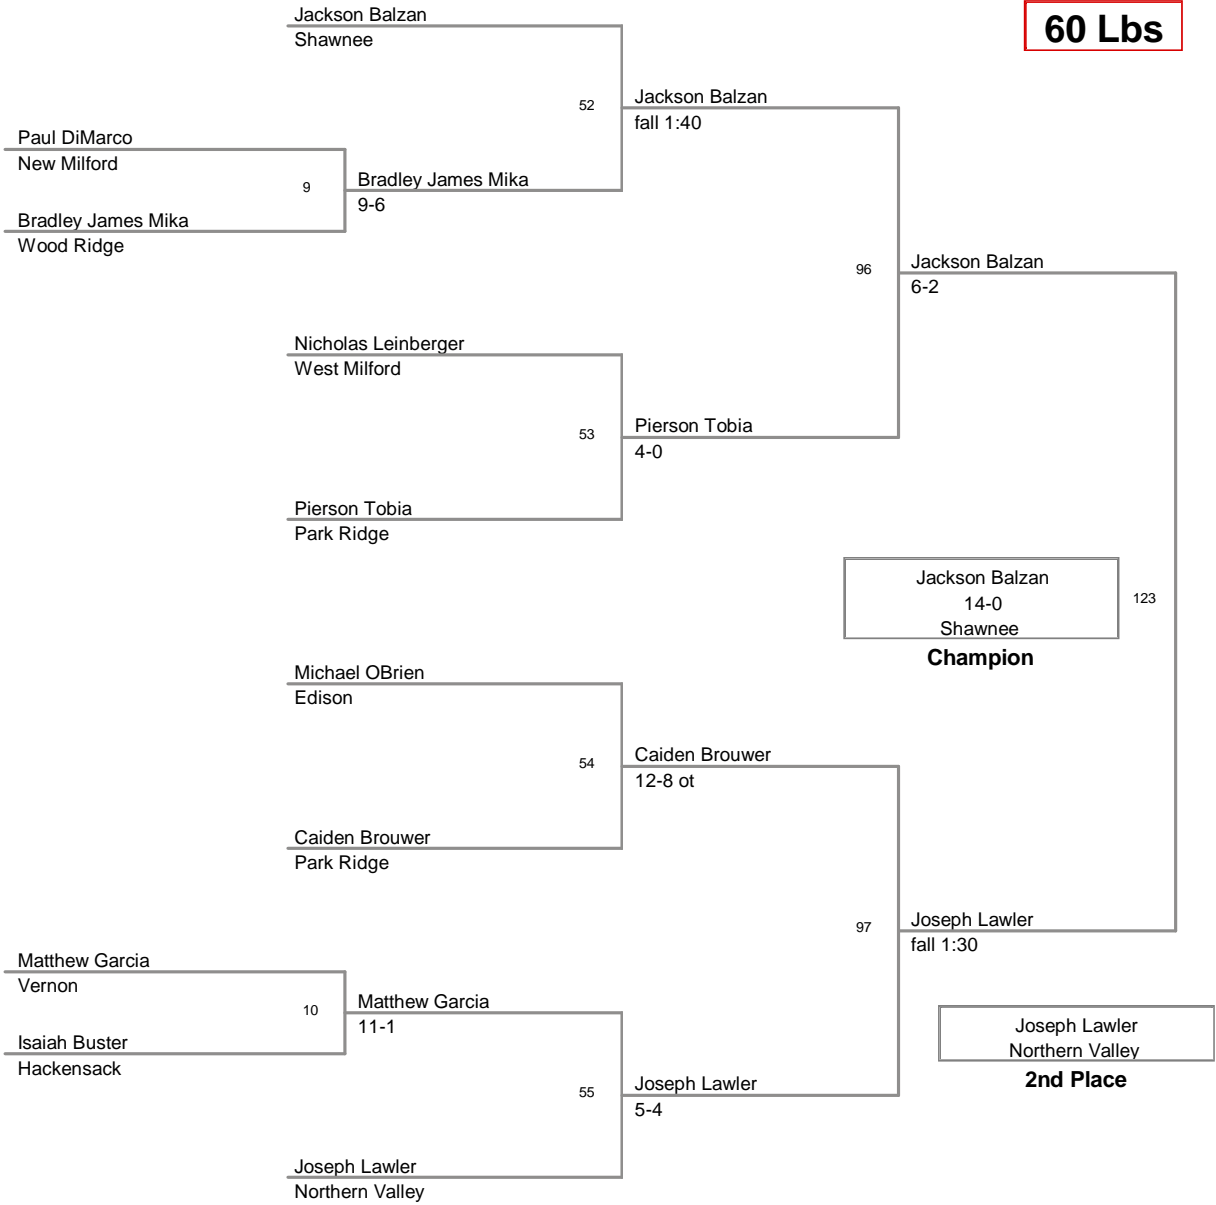 Jackson Balzan
Shawnee
60 Lbs
52
Jackson Balzan
fall 1:40
Paul DiMarco
New Milford
9
Bradley James Mika
9-6
Bradley James Mika
Wood Ridge
96
Jackson Balzan
6-2
Nicholas Leinberger
West Milford
53
Pierson Tobia
4-0
Pierson Tobia
Park Ridge
Jackson Balzan
14-0
Shawnee
123
Champion
Michael OBrien
Edison
54
Caiden Brouwer
12-8 ot
Caiden Brouwer
Park Ridge
97
Joseph Lawler
fall 1:30
Matthew Garcia
Vernon
10
Matthew Garcia
11-1
Isaiah Buster
Hackensack
Joseph Lawler
Northern Valley
2nd Place
55
Joseph Lawler
5-4
Joseph Lawler
Northern Valley